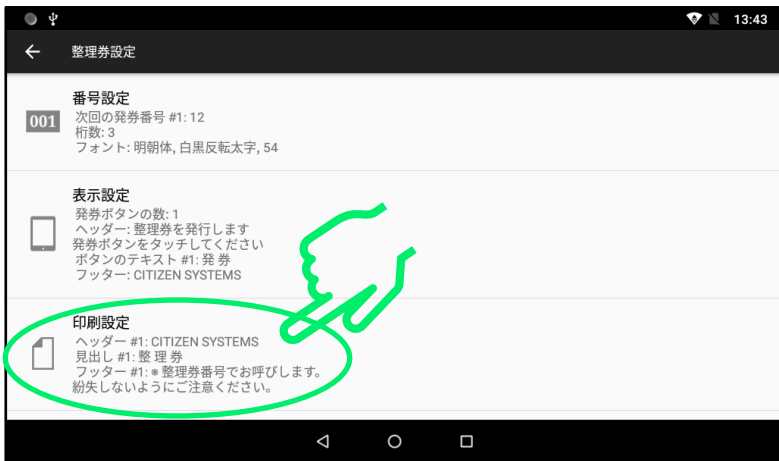 13:43
整理券設定
番号設定
001
次回の発券番号 #1: 12
桁数: 3
フォント: 明朝体, 白黒反転太字, 54
表示設定
発券ボタンの数: 1
ヘッダー: 整理券を発行します
発券ボタンをタッチしてください
ボタンのテキスト #1: 発 券
フッター: CITIZEN SYSTEMS
印刷設定
ヘッダー #1: CITIZEN SYSTEMS
見出し #1: 整 理 券
フッター #1: ※ 整理券番号でお呼びします。
紛失しないようにご注意ください。